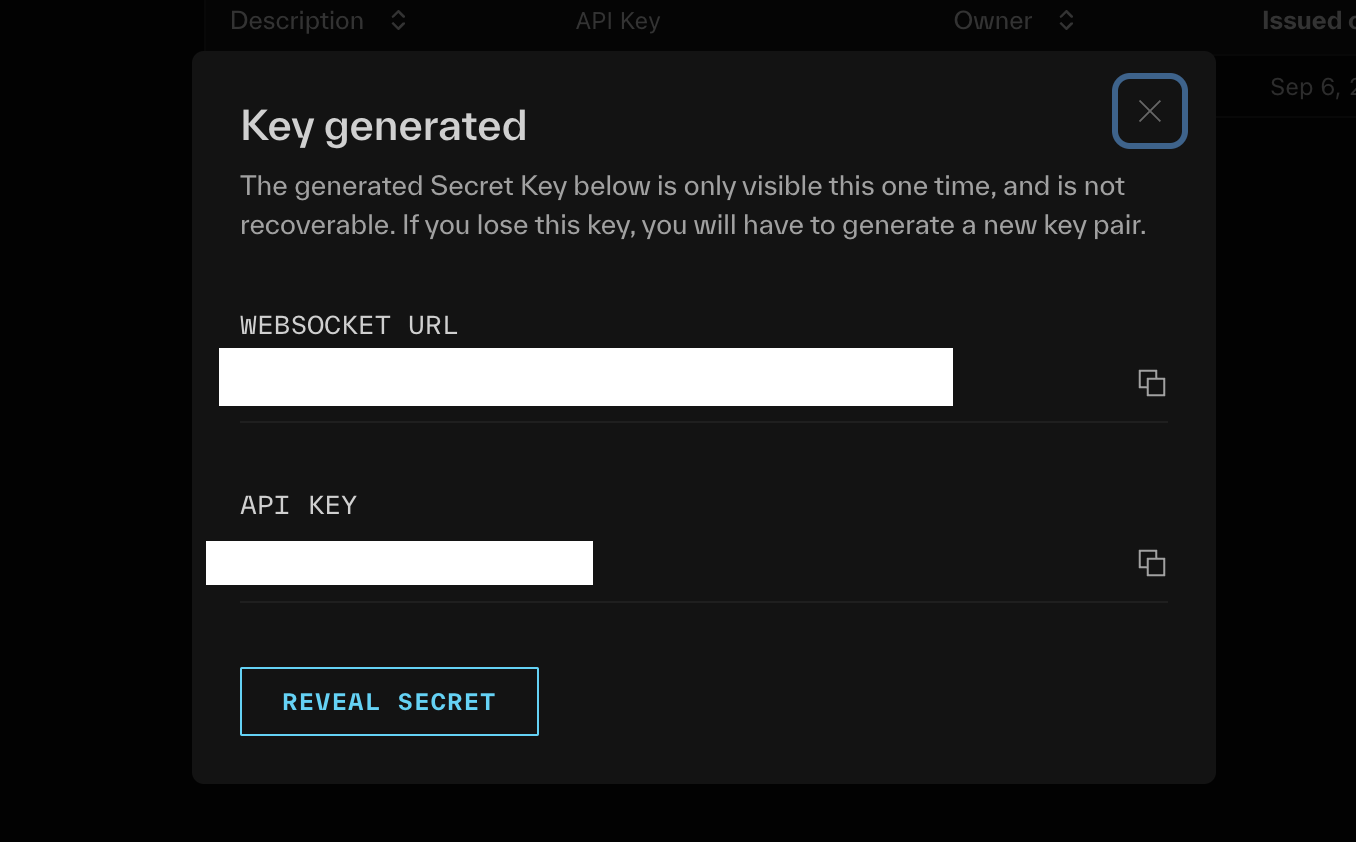 Description API Key Owner Issued
Sep 6,
Key generated
The generated Secret Key below is only visible this one time, and is not
recoverable. If you lose this key, you will have to generate a new key pair.
WEBSOCKET URL
API KEY
REVEAL SECRET